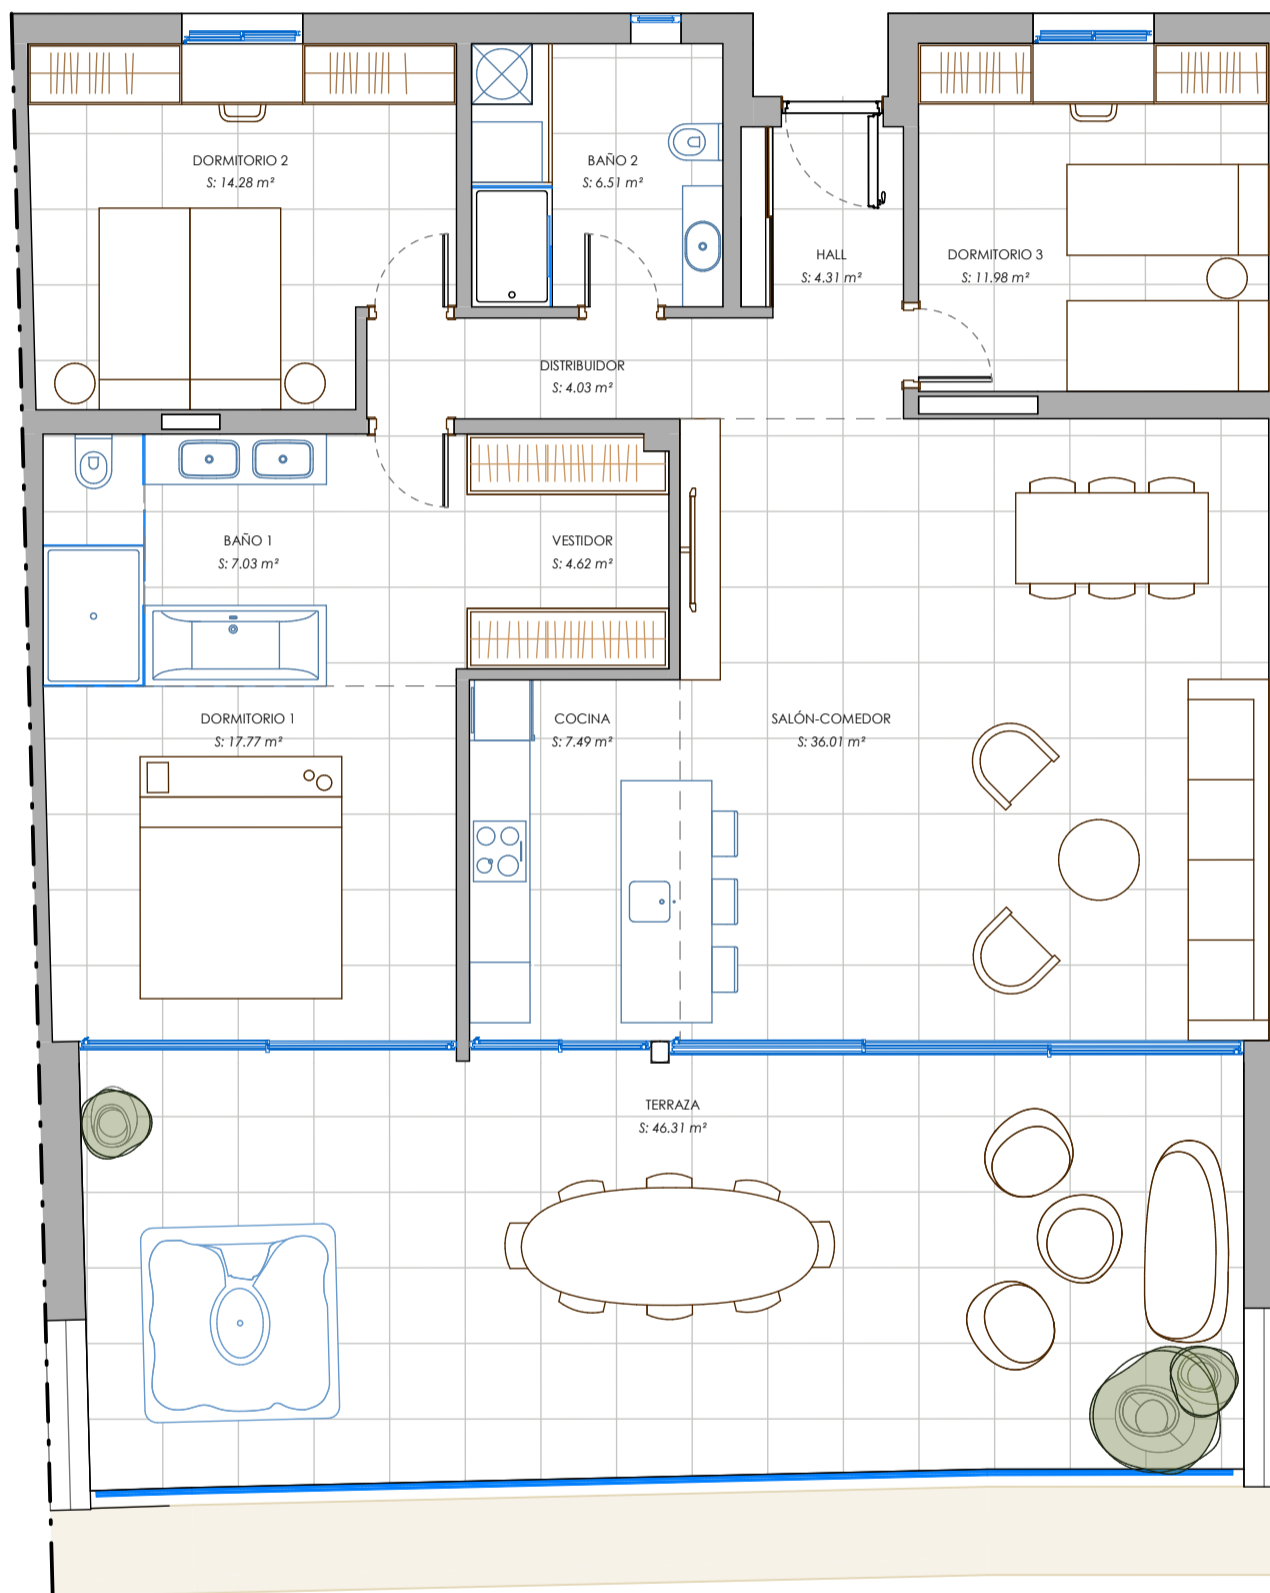 DORMITORIO 2
S: 14.28 m²
BAÑO 2
S: 6.51 m²
HALL
S: 4.31 m²
DORMITORIO 3
S: 11.98 m²
DISTRIBUIDOR
S: 4.03 m²
BAÑO 1
S: 7.03 m²
VESTIDOR
S: 4.62 m²
DORMITORIO 1
S: 17.77 m²
COCINA
S: 7.49 m²
SALÓN-COMEDOR
S: 36.01 m²
TERRAZA
S: 46.31 m²